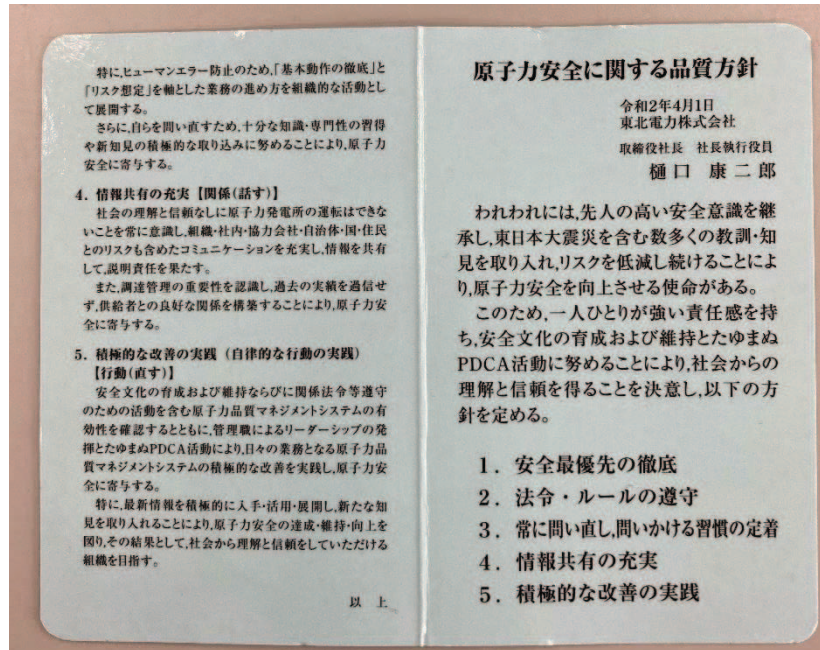 特に,ヒューマンエラー防止のため,「基本動作の徹底」と
「リスク想定」を軸とした業務の進め方を組織的な活動とし
て展開する。
さらに,自らを問い直すため,十分な知識・専門性の習得
や新知見の積極的な取り込みに努めることにより,原子力
安全に寄与する。
4. 情報共有の充実【関係(話す)】
社会の理解と信頼なしに原子力発電所の運転はできな
いことを常に意識し,組織・社内・協力会社・自治体・国・住民
とのリスクも含めたコミュニケーションを充実し,情報を共有
して,説明責任を果たす。
また,調達管理の重要性を認識し,過去の実績を過信せ
ず,供給者との良好な関係を構築することにより,原子力安
全に寄与する。
5. 積極的な改善の実践(自律的な行動の実践)
【行動(直す)】
安全文化の育成および維持ならびに関係法令等遵守
のための活動を含む原子力品質マネジメントシステムの有
効性を確認するとともに,管理職によるリーダーシップの発
揮とたゆまぬPDCA活動により,日々の業務となる原子力品
質マネジメントシステムの積極的な改善を実践し,原子力安
全に寄与する。
特に,最新情報を積極的に入手・活用・展開し,新たな知
見を取り入れることにより,原子力安全の達成・維持・向上を
図り,その結果として,社会から理解と信頼をしていただける
組織を目指す。
以 上
原子力安全に関する品質方針
令和2年4月1日
東北電力株式会社
取締役社長 社長執行役員
樋口 康二郎
われわれには,先人の高い安全意識を継
承し,東日本大震災を含む数多くの教訓・知
見を取り入れ,リスクを低減し続けることによ
り,原子力安全を向上させる使命がある。
このため,一人ひとりが強い責任感を持
ち,安全文化の育成および維持とたゆまぬ
PDCA活動に努めることにより,社会からの
理解と信頼を得ることを決意し,以下の方
針を定める。
1. 安全最優先の徹底
2. 法令・ルールの遵守
3. 常に問い直し,問いかける習慣の定着
4. 情報共有の充実
5. 積極的な改善の実践